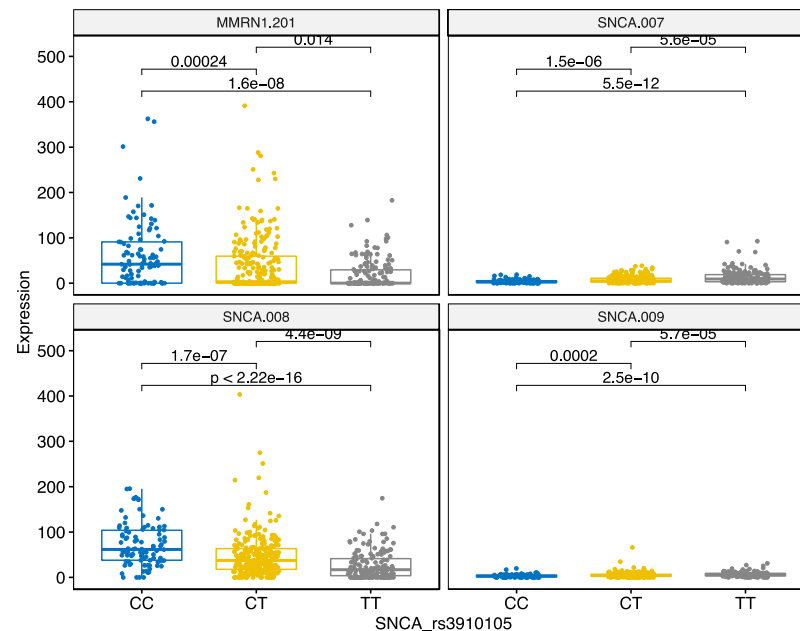 MMRN1.201
SNCA.007
0.014
0.00024
1.6e−08
5.6e−05
1.5e−06
5.5e−12
500
400
300
200
100
0
SNCA.008
SNCA.009
4.4e−09
1.7e−07
p < 2.22e−16
5.7e−05
0.0002
2.5e−10
500
400
300
200
100
0
Expression
CC CT TT
CC CT TT
SNCA_rs3910105